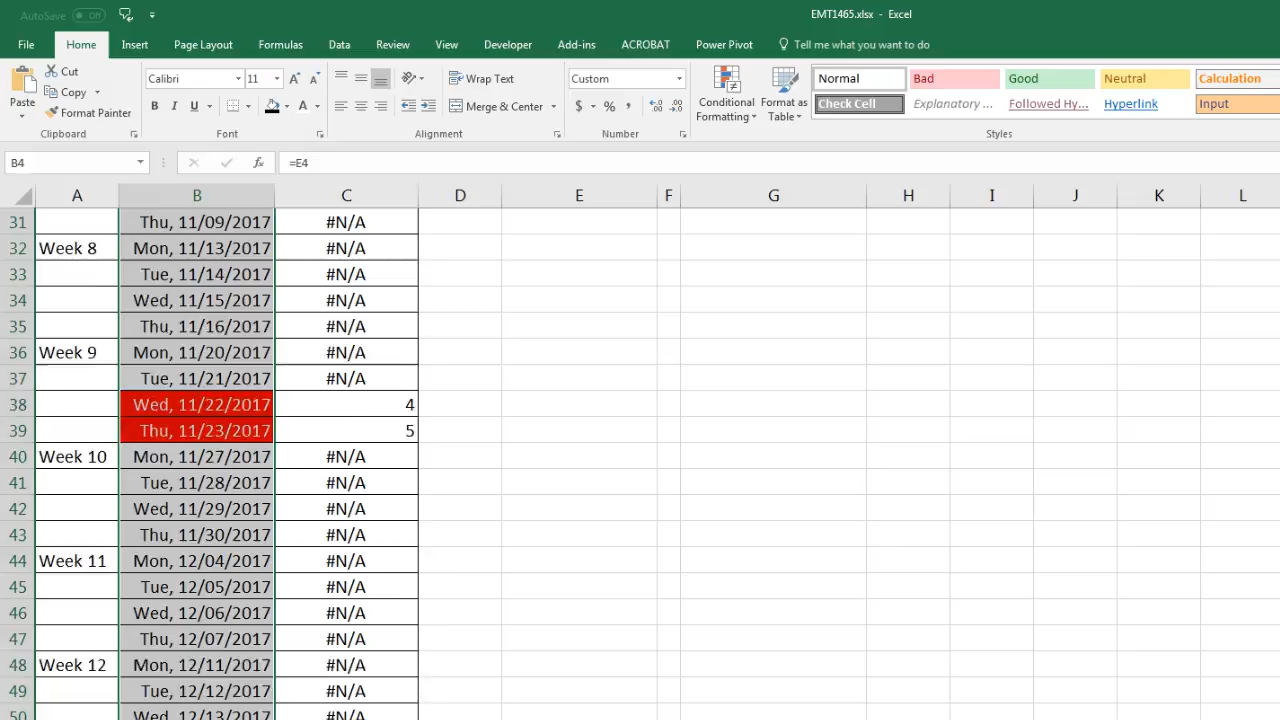 AutoSave Off
EMT1465.xlsx - Excel
File Home Insert Page Layout Formulas Data Review View Developer Add-ins ACROBAT Power Pivot Tell me what you want to do
Paste
Cut
Copy
Format Painter
Clipboard
Calibri 11
B I U
Font
Wrap Text
Merge & Center
Alignment
Custom
$ % ,
Number
Conditional Formatting
Format as Table
Normal Bad Good Neutral Calculation
Check Cell Explanatory ... Followed Hy... Hyperlink Input
Styles
B4 fx =E4
A B C D E F G H I J K L
31 Thu, 11/09/2017 #N/A
32 Week 8 Mon, 11/13/2017 #N/A
33 Tue, 11/14/2017 #N/A
34 Wed, 11/15/2017 #N/A
35 Thu, 11/16/2017 #N/A
36 Week 9 Mon, 11/20/2017 #N/A
37 Tue, 11/21/2017 #N/A
38 Wed, 11/22/2017 4
39 Thu, 11/23/2017 5
40 Week 10 Mon, 11/27/2017 #N/A
41 Tue, 11/28/2017 #N/A
42 Wed, 11/29/2017 #N/A
43 Thu, 11/30/2017 #N/A
44 Week 11 Mon, 12/04/2017 #N/A
45 Tue, 12/05/2017 #N/A
46 Wed, 12/06/2017 #N/A
47 Thu, 12/07/2017 #N/A
48 Week 12 Mon, 12/11/2017 #N/A
49 Tue, 12/12/2017 #N/A
50 Wed, 12/13/2017 #N/A